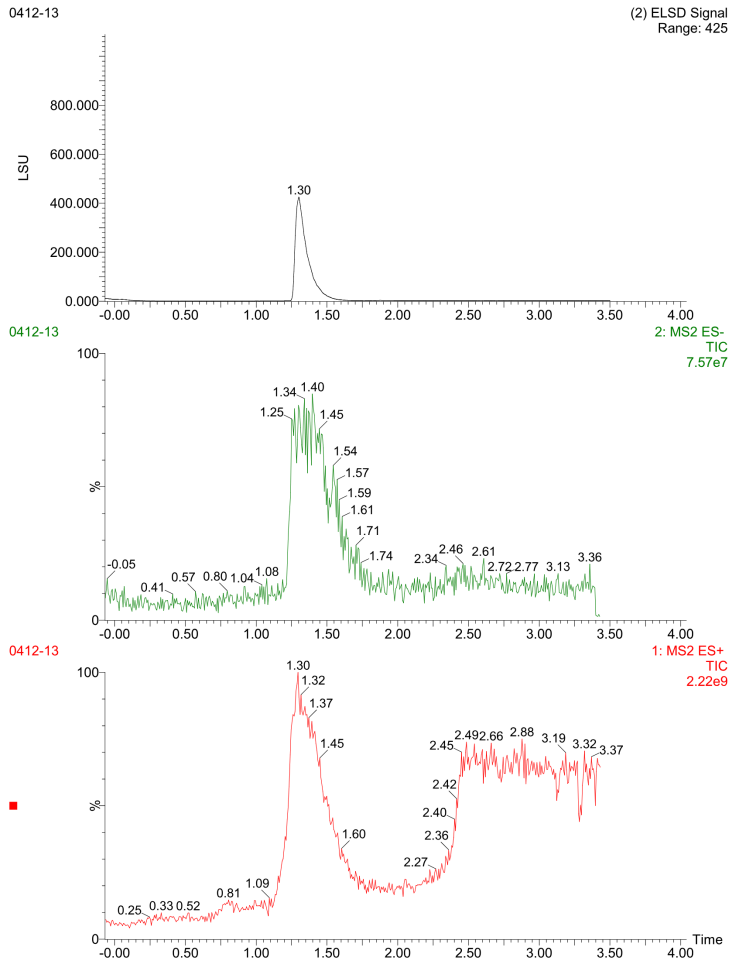 0412-13
(2) ELSD Signal
Range: 425
LSU
800.000
600.000
400.000
200.000
0.000
1.30
-0.00 0.50 1.00 1.50 2.00 2.50 3.00 3.50 4.00
0412-13
2: MS2 ES-
TIC
7.57e7
100
%
0
-0.05 0.41 0.57 0.80 1.04 1.08 1.25 1.34 1.40 1.45 1.54 1.57 1.59 1.61 1.71 1.74 2.34 2.46 2.61 2.72 2.77 3.13 3.36
-0.00 0.50 1.00 1.50 2.00 2.50 3.00 3.50 4.00
0412-13
1: MS2 ES+
TIC
2.22e9
100
%
0
0.25 0.33 0.52 0.81 1.09 1.30 1.32 1.37 1.45 1.60 2.27 2.36 2.40 2.42 2.45 2.49 2.66 2.88 3.19 3.32 3.37
Time
-0.00 0.50 1.00 1.50 2.00 2.50 3.00 3.50 4.00